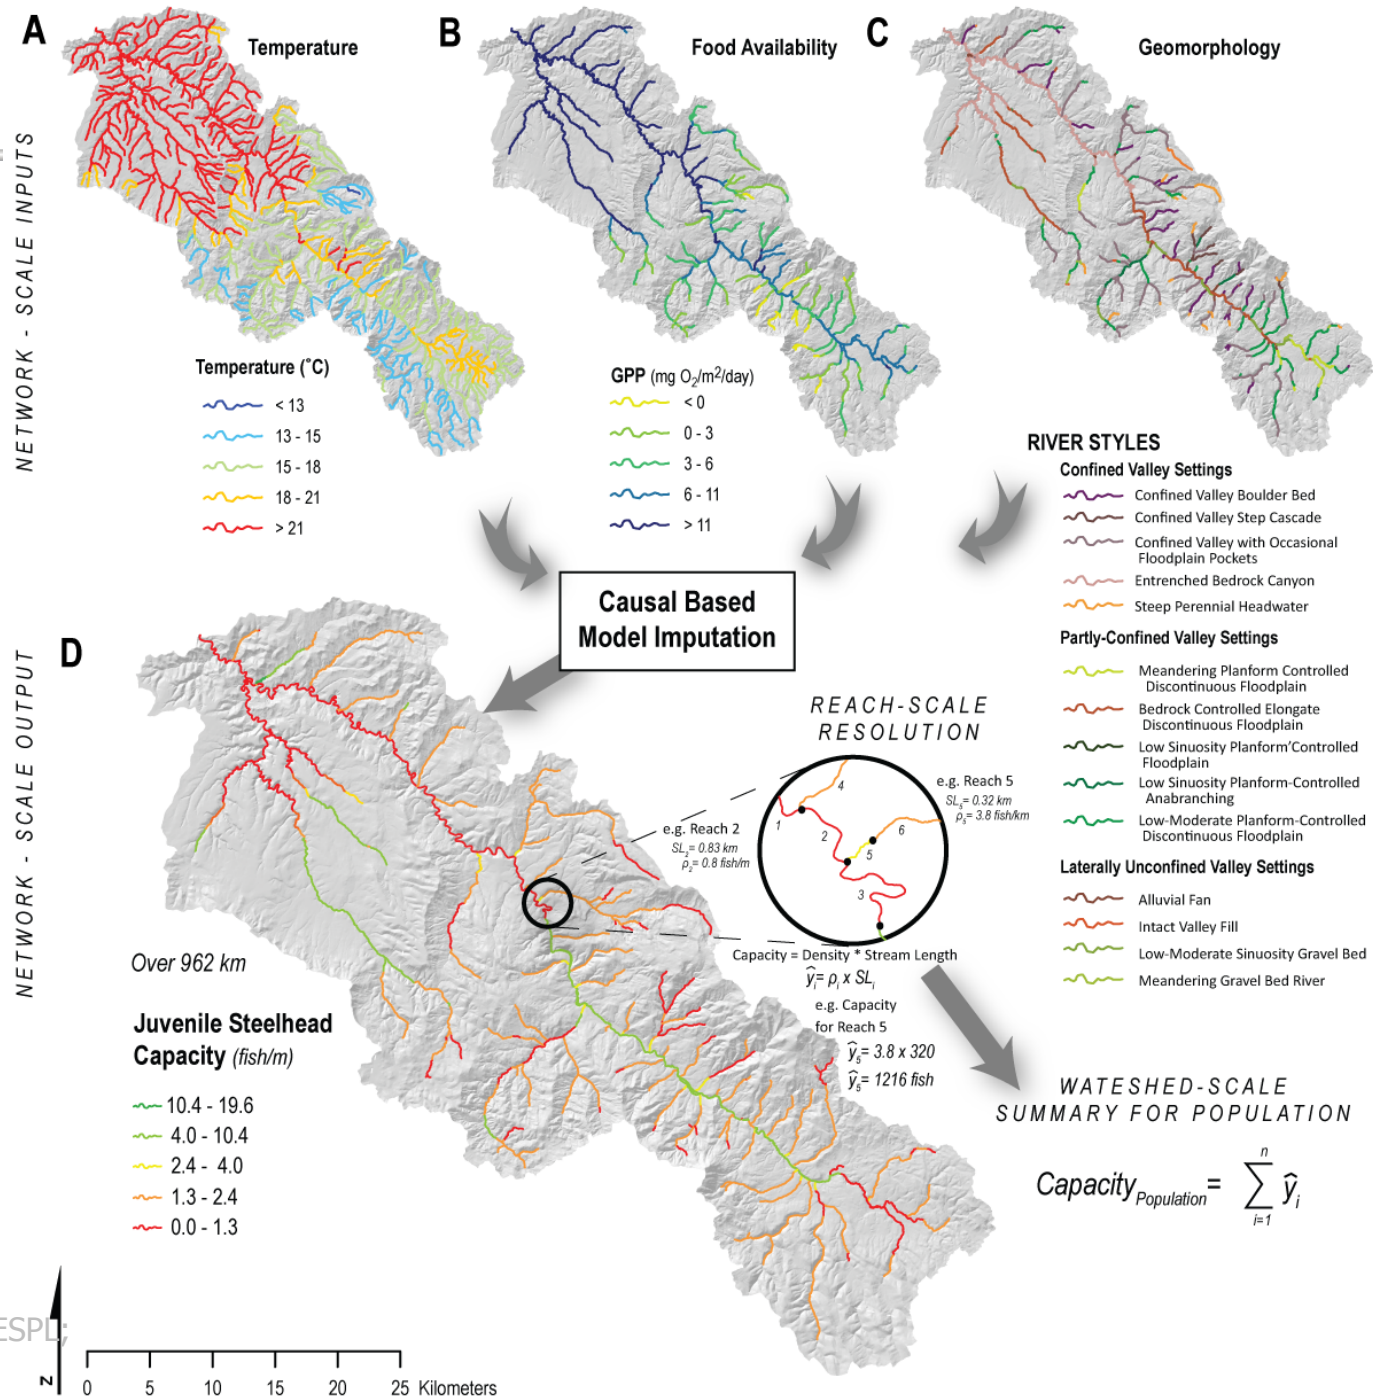 A
Temperature
B
Food Availability
C
Geomorphology
NETWORK - SCALE INPUTS
Temperature (˚C)
< 13
13 - 15
15 - 18
18 - 21
> 21
GPP (mg O2/m2/day)
< 0
0 - 3
3 - 6
6 - 11
> 11
RIVER STYLES
Confined Valley Settings
Confined Valley Boulder Bed
Confined Valley Step Cascade
Confined Valley with Occasional
Floodplain Pockets
Entrenched Bedrock Canyon
Steep Perennial Headwater
Partly-Confined Valley Settings
Meandering Planform Controlled
Discontinuous Floodplain
Bedrock Controlled Elongate
Discontinuous Floodplain
Low Sinuosity Planform'Controlled
Floodplain
Low Sinuosity Planform-Controlled
Anabranching
Low-Moderate Planform-Controlled
Discontinuous Floodplain
Laterally Unconfined Valley Settings
Alluvial Fan
Intact Valley Fill
Low-Moderate Sinuosity Gravel Bed
Meandering Gravel Bed River
Causal Based
Model Imputation
D
NETWORK - SCALE OUTPUT
REACH-SCALE
RESOLUTION
e.g. Reach 2
SL2= 0.83 km
ρ2= 0.8 fish/m
1
2
3
4
5
6
e.g. Reach 5
SL5= 0.32 km
ρ5= 3.8 fish/km
Capacity = Density * Stream Length
ŷi= ρi x SLi
e.g. Capacity
for Reach 5
ŷ5= 3.8 x 320
ŷ5= 1216 fish
Over 962 km
Juvenile Steelhead
Capacity (fish/m)
10.4 - 19.6
4.0 - 10.4
2.4 - 4.0
1.3 - 2.4
0.0 - 1.3
WATESHED-SCALE
SUMMARY FOR POPULATION
CapacityPopulation= n ∑ i=1 ŷi
ESPL;
N
0 5 10 15 20 25 Kilometers